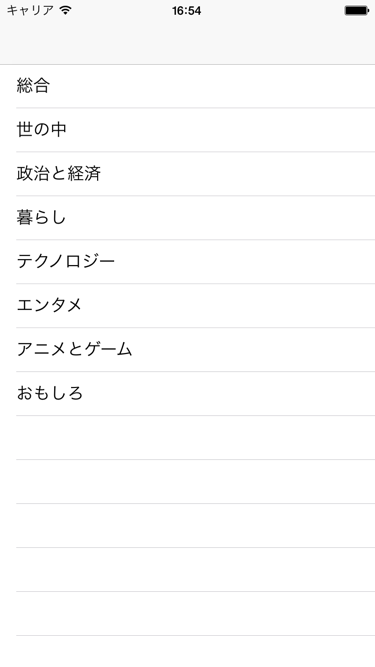 キャリア 16:54
総合
世の中
政治と経済
暮らし
テクノロジー
エンタメ
アニメとゲーム
おもしろ